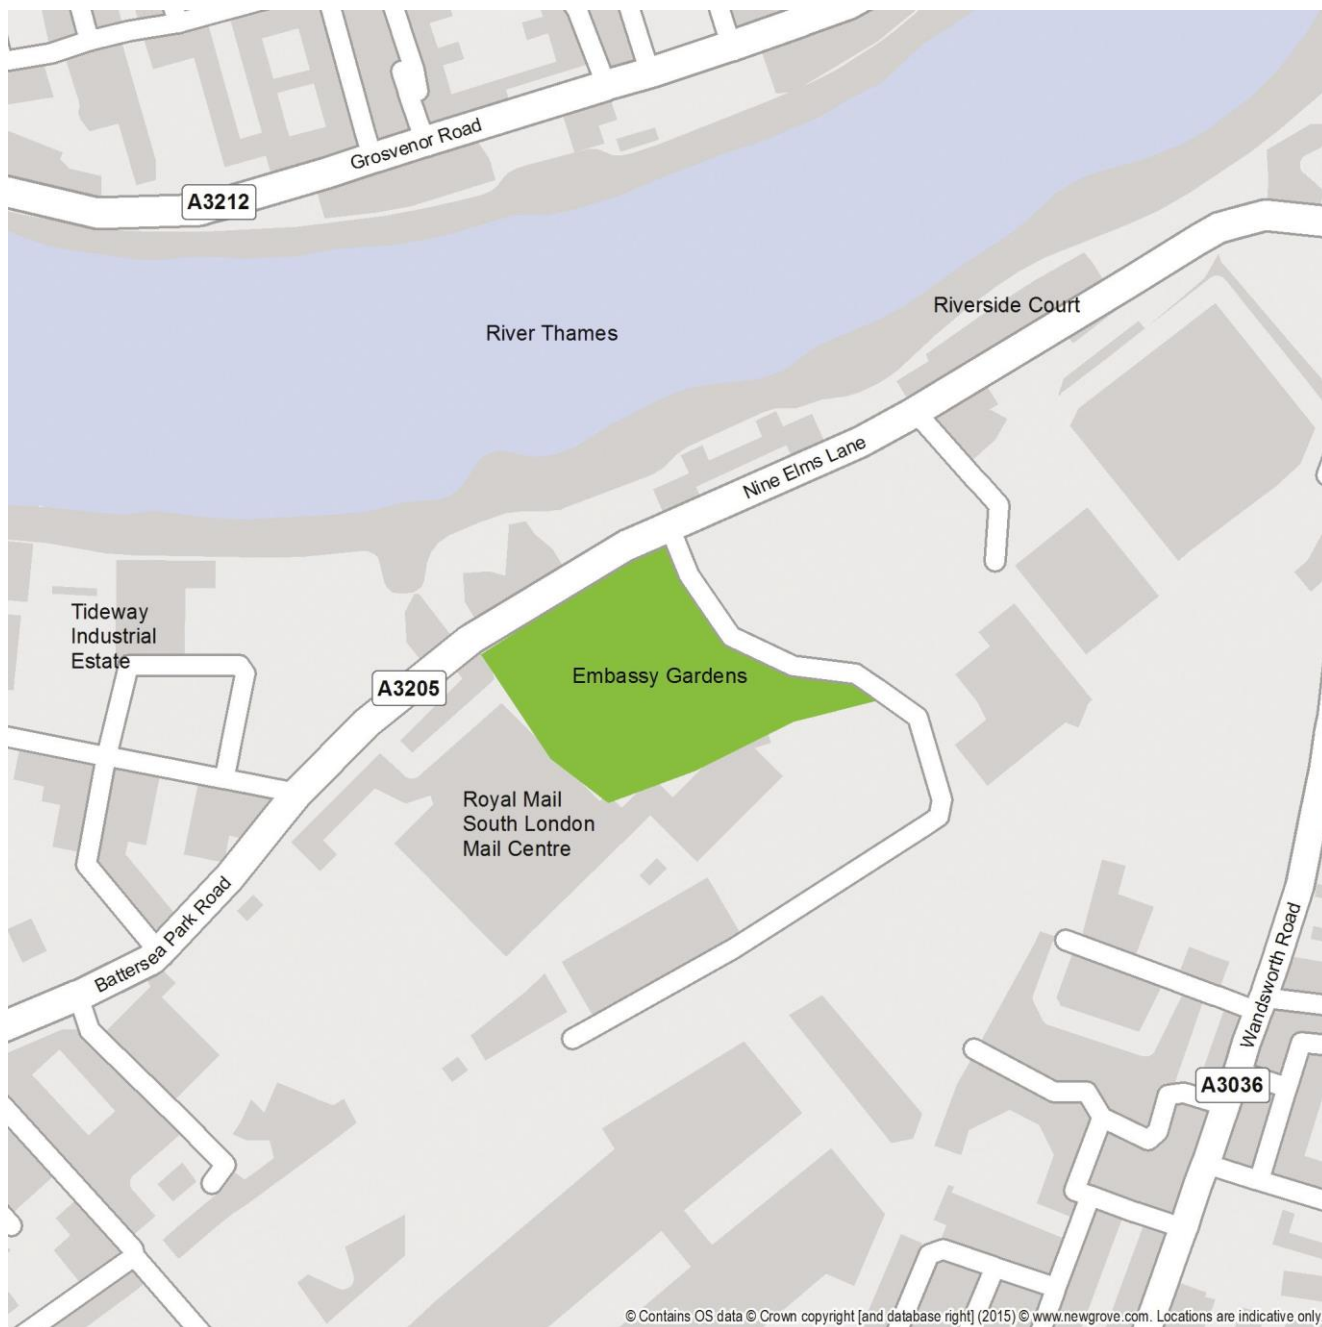 Grosvenor Road
A3212
Riverside Court
River Thames
Nine Elms Lane
Tideway
Industrial
Estate
Embassy Gardens
A3205
Royal Mail
South London
Mail Centre
Battersea Park Road
Wandsworth Road
A3036
© Contains OS data © Crown copyright [and database right] (2015) © www.newgrove.com. Locations are indicative only